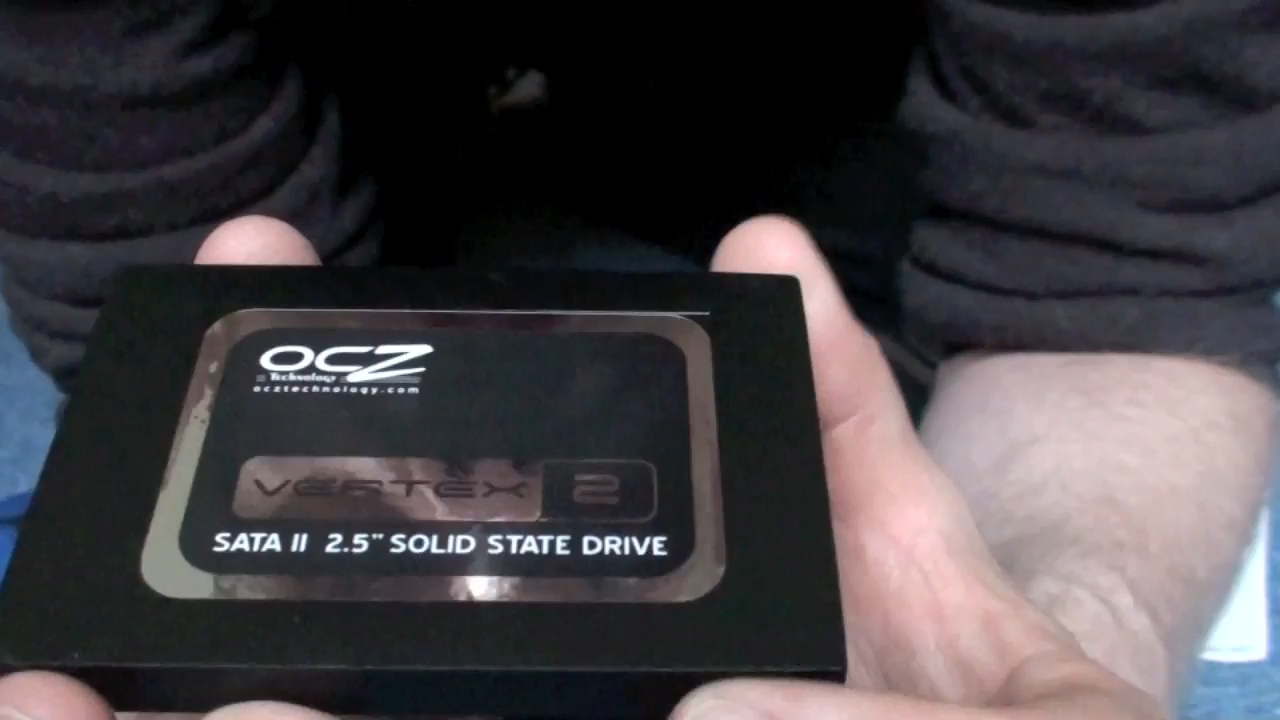 OCZ
Technology
ocztechnology.com
VERTEX 2
SATA II 2.5" SOLID STATE DRIVE